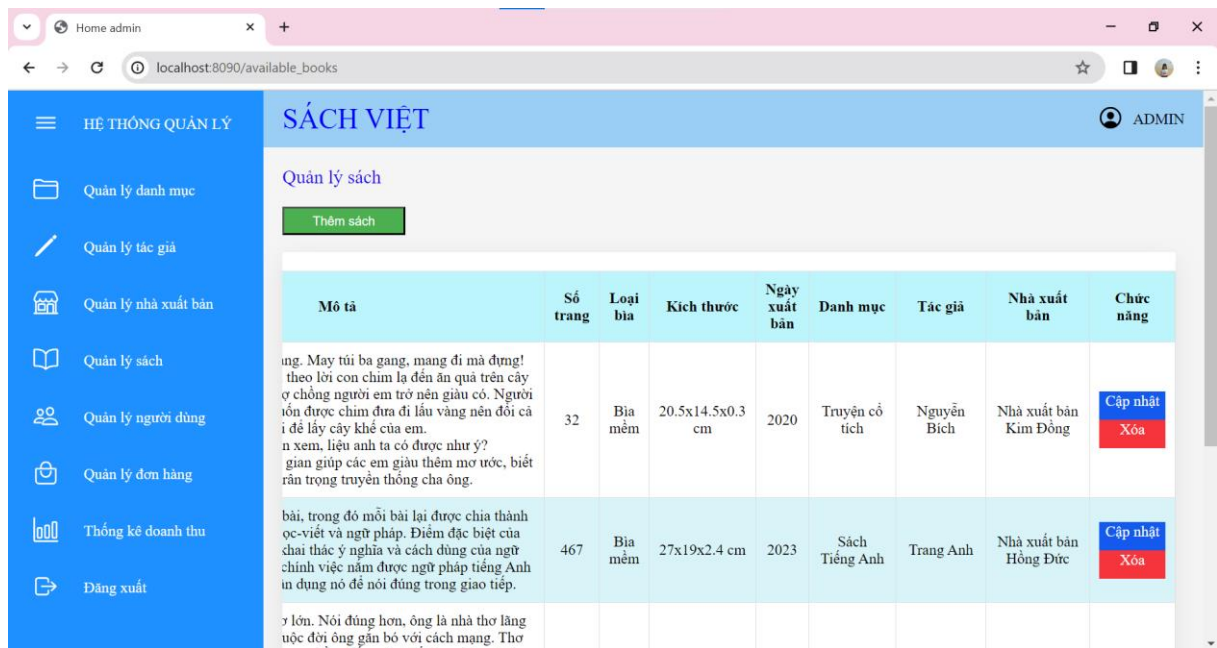 Home admin
localhost:8090/available_books
HỆ THỐNG QUẢN LÝ
SÁCH VIỆT
ADMIN
Quản lý danh mục
Quản lý tác giả
Quản lý nhà xuất bản
Quản lý sách
Quản lý người dùng
Quản lý đơn hàng
Thống kê doanh thu
Đăng xuất
Quản lý sách
Thêm sách
Mô tả
Số
trang
Loại
bìa
Kích thước
Ngày
xuất
bản
Danh mục
Tác giả
Nhà xuất
bản
Chức
năng
May túi ba gang, mang đi mà đựng!
theo lời con chim lạ đến ăn quả trên cây
chồng người em trở nên giàu có. Người
được chim đưa đi lấy vàng nên đổi cả
để lấy cây khế của em.
xem, liệu anh ta có được như ý?
gian giúp các em giàu thêm mơ ước, biết
trọng truyền thống cha ông.
32
Bìa
mềm
20.5x14.5x0.3
cm
2020
Truyện cổ
tích
Nguyễn
Bích
Nhà xuất bản
Kim Đồng
Cập nhật
Xóa
bài, trong đó mỗi bài lại được chia thành
và ngữ pháp. Điểm đặc biệt của
thác ý nghĩa và cách dùng của ngữ
chính việc nắm được ngữ pháp tiếng Anh
dụng nó để nói đúng trong giao tiếp.
467
Bìa
mềm
27x19x2.4 cm
2023
Sách
Tiếng Anh
Trang Anh
Nhà xuất bản
Hồng Đức
Cập nhật
Xóa
lớn. Nói đúng hơn, ông là nhà thơ lãng
đời ông gắn bó với cách mạng. Thơ